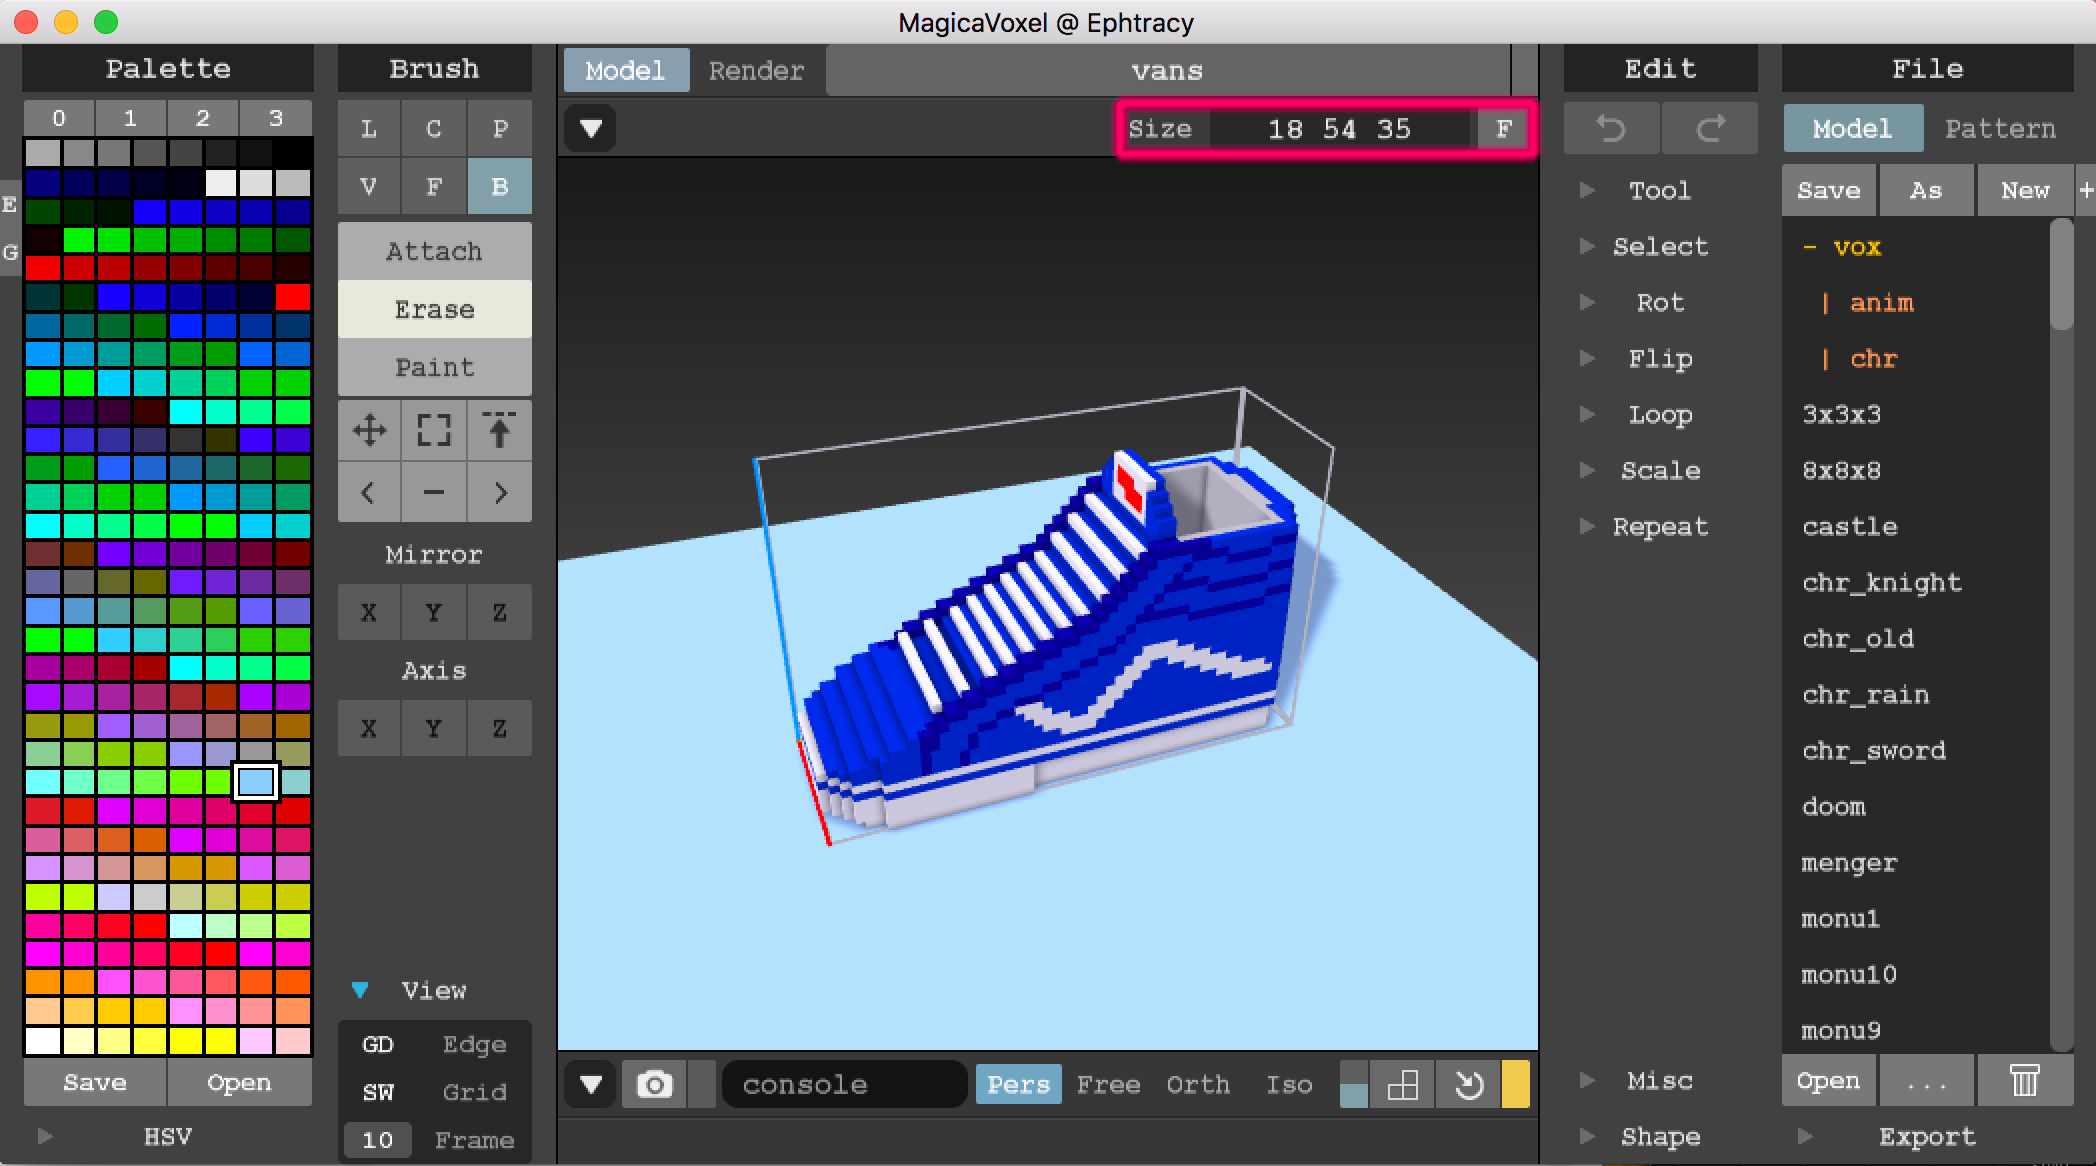 MagicaVoxel @ Ephtracy
Palette
0 1 2 3
E
G
Save Open
HSV
Brush
L C P
V F B
Attach
Erase
Paint
Mirror
X Y Z
Axis
X Y Z
View
GD Edge
SW Grid
10 Frame
Model Render vans
Size 18 54 35 F
console Pers Free Orth Iso
Edit
Tool
Select
Rot
Flip
Loop
Scale
Repeat
Misc
Shape
File
Model Pattern
Save As New +
- vox
| anim
| chr
3x3x3
8x8x8
castle
chr_knight
chr_old
chr_rain
chr_sword
doom
menger
monu1
monu10
monu9
Open ...
Export